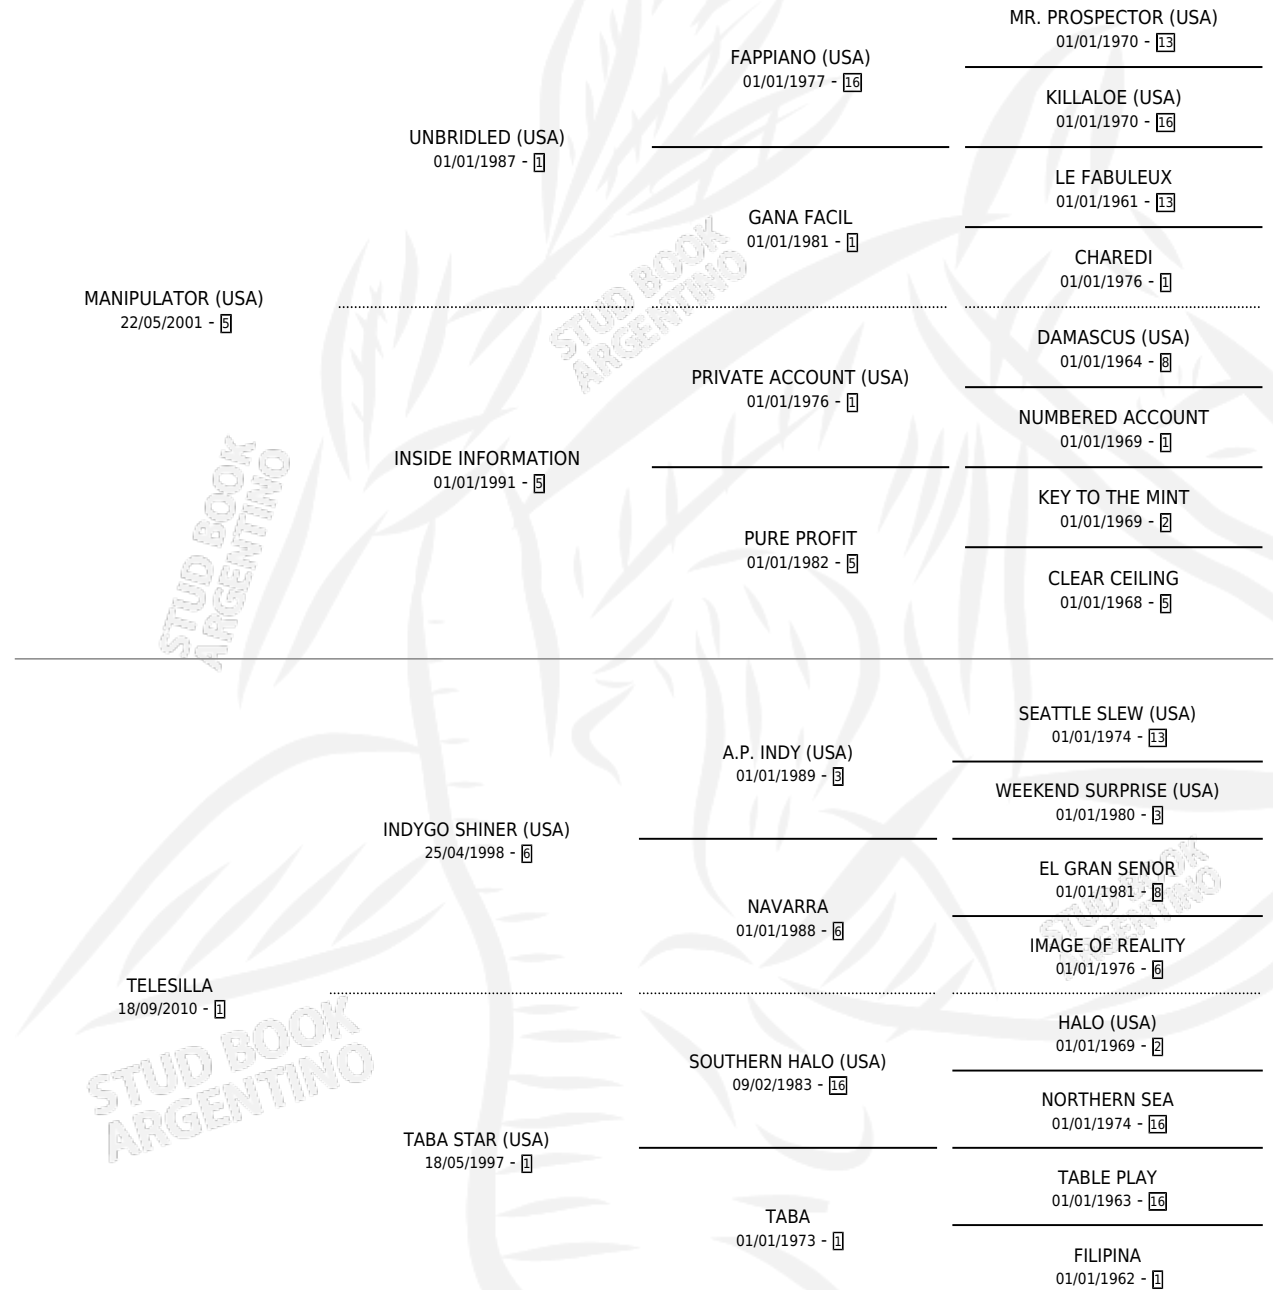 MR. PROSPECTOR (USA)
01/01/1970 - 13
FAPPIANO (USA)
01/01/1977 - 16
KILLALOE (USA)
01/01/1970 - 16
UNBRIDLED (USA)
01/01/1987 - 1
LE FABULEUX
01/01/1961 - 13
GANA FACIL
01/01/1981 - 1
CHAREDI
01/01/1976 - 1
MANIPULATOR (USA)
22/05/2001 - 5
DAMASCUS (USA)
01/01/1964 - 8
PRIVATE ACCOUNT (USA)
01/01/1976 - 1
NUMBERED ACCOUNT
01/01/1969 - 1
INSIDE INFORMATION
01/01/1991 - 5
KEY TO THE MINT
01/01/1969 - 2
PURE PROFIT
01/01/1982 - 5
CLEAR CEILING
01/01/1968 - 5
SEATTLE SLEW (USA)
01/01/1974 - 13
A.P. INDY (USA)
01/01/1989 - 3
WEEKEND SURPRISE (USA)
01/01/1980 - 3
INDYGO SHINER (USA)
25/04/1998 - 6
EL GRAN SENOR
01/01/1981 - 8
NAVARRA
01/01/1988 - 6
IMAGE OF REALITY
01/01/1976 - 6
TELESILLA
18/09/2010 - 1
HALO (USA)
01/01/1969 - 2
SOUTHERN HALO (USA)
09/02/1983 - 16
NORTHERN SEA
01/01/1974 - 16
TABA STAR (USA)
18/05/1997 - 1
TABLE PLAY
01/01/1963 - 16
TABA
01/01/1973 - 1
FILIPINA
01/01/1962 - 1
STUD BOOK
ARGENTINO
STUD BOOK
ARGENTINO
STUD BOOK
ARGENTINO
STUD BOOK
ARGENTINO